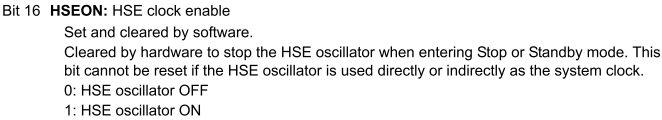 Bit 16 HSEON: HSE clock enable
Set and cleared by software.
Cleared by hardware to stop the HSE oscillator when entering Stop or Standby mode. This
bit cannot be reset if the HSE oscillator is used directly or indirectly as the system clock.
0: HSE oscillator OFF
1: HSE oscillator ON